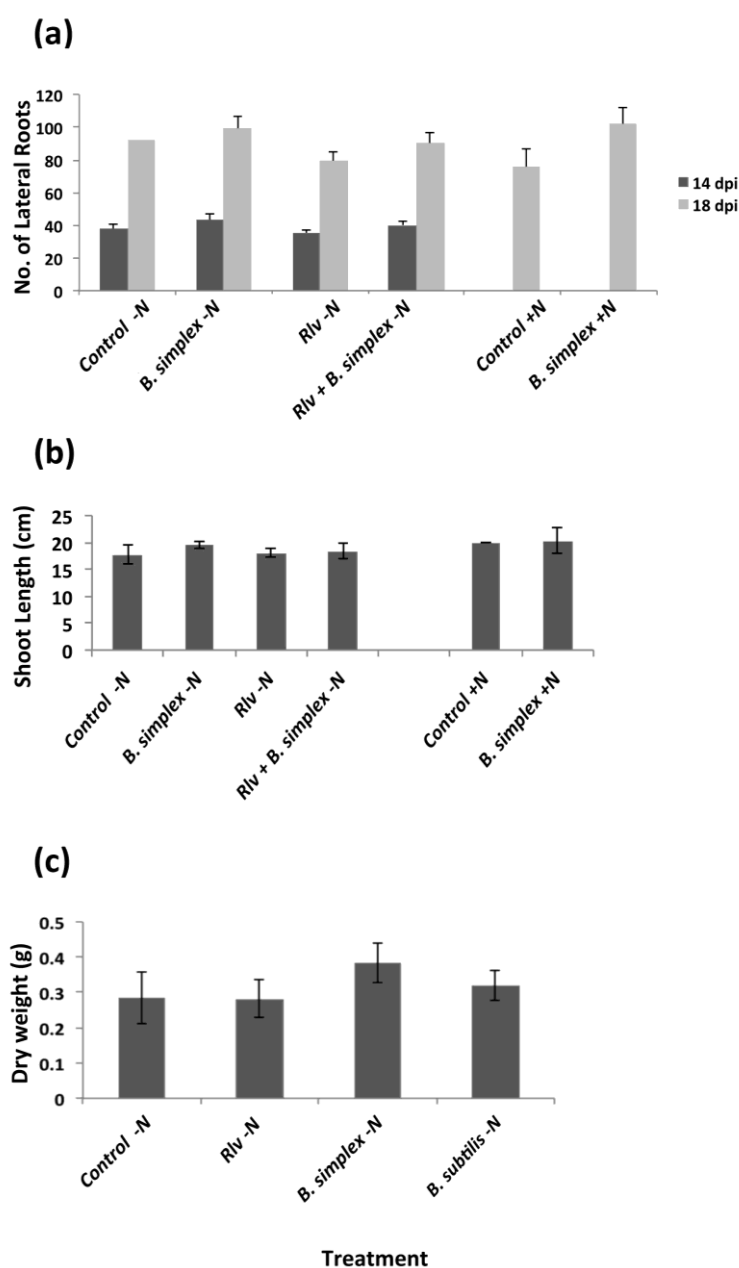 (a)
No. of Lateral Roots
120
100
80
60
40
20
0
14 dpi
18 dpi
Control -N
B. simplex -N
Rlv -N
Rlv + B. simplex -N
Control +N
B. simplex +N
(b)
Shoot Length (cm)
25
20
15
10
5
0
Control -N
B. simplex -N
Rlv -N
Rlv + B. simplex -N
Control +N
B. simplex +N
(c)
Dry weight (g)
0.5
0.4
0.3
0.2
0.1
0
Control -N
Rlv -N
B. simplex -N
B. subtilis -N
Treatment